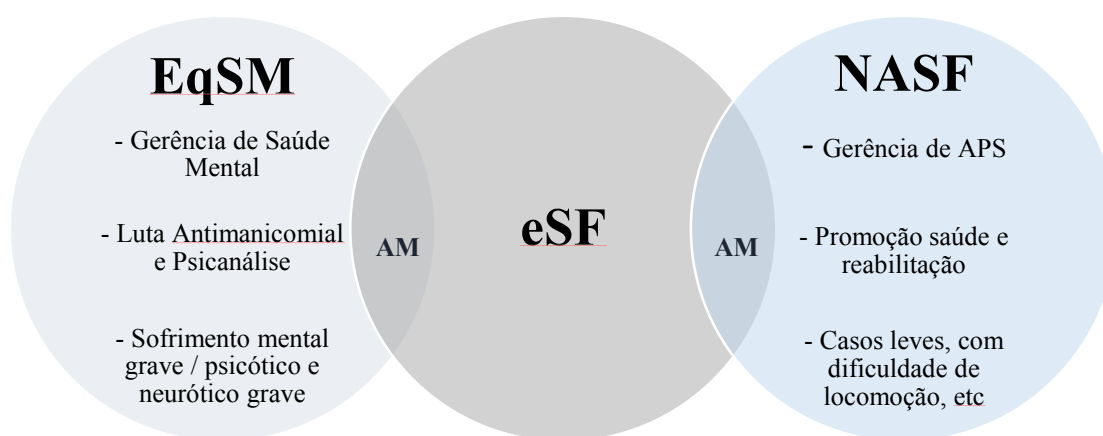 EqSM
- Gerência de Saúde
Mental
- Luta Antimanicomial
e Psicanálise
- Sofrimento mental
grave / psicótico e
neurótico grave
AM
eSF
AM
NASF
- Gerência de APS
- Promoção saúde e
reabilitação
- Casos leves, com
dificuldade de
locomoção, etc